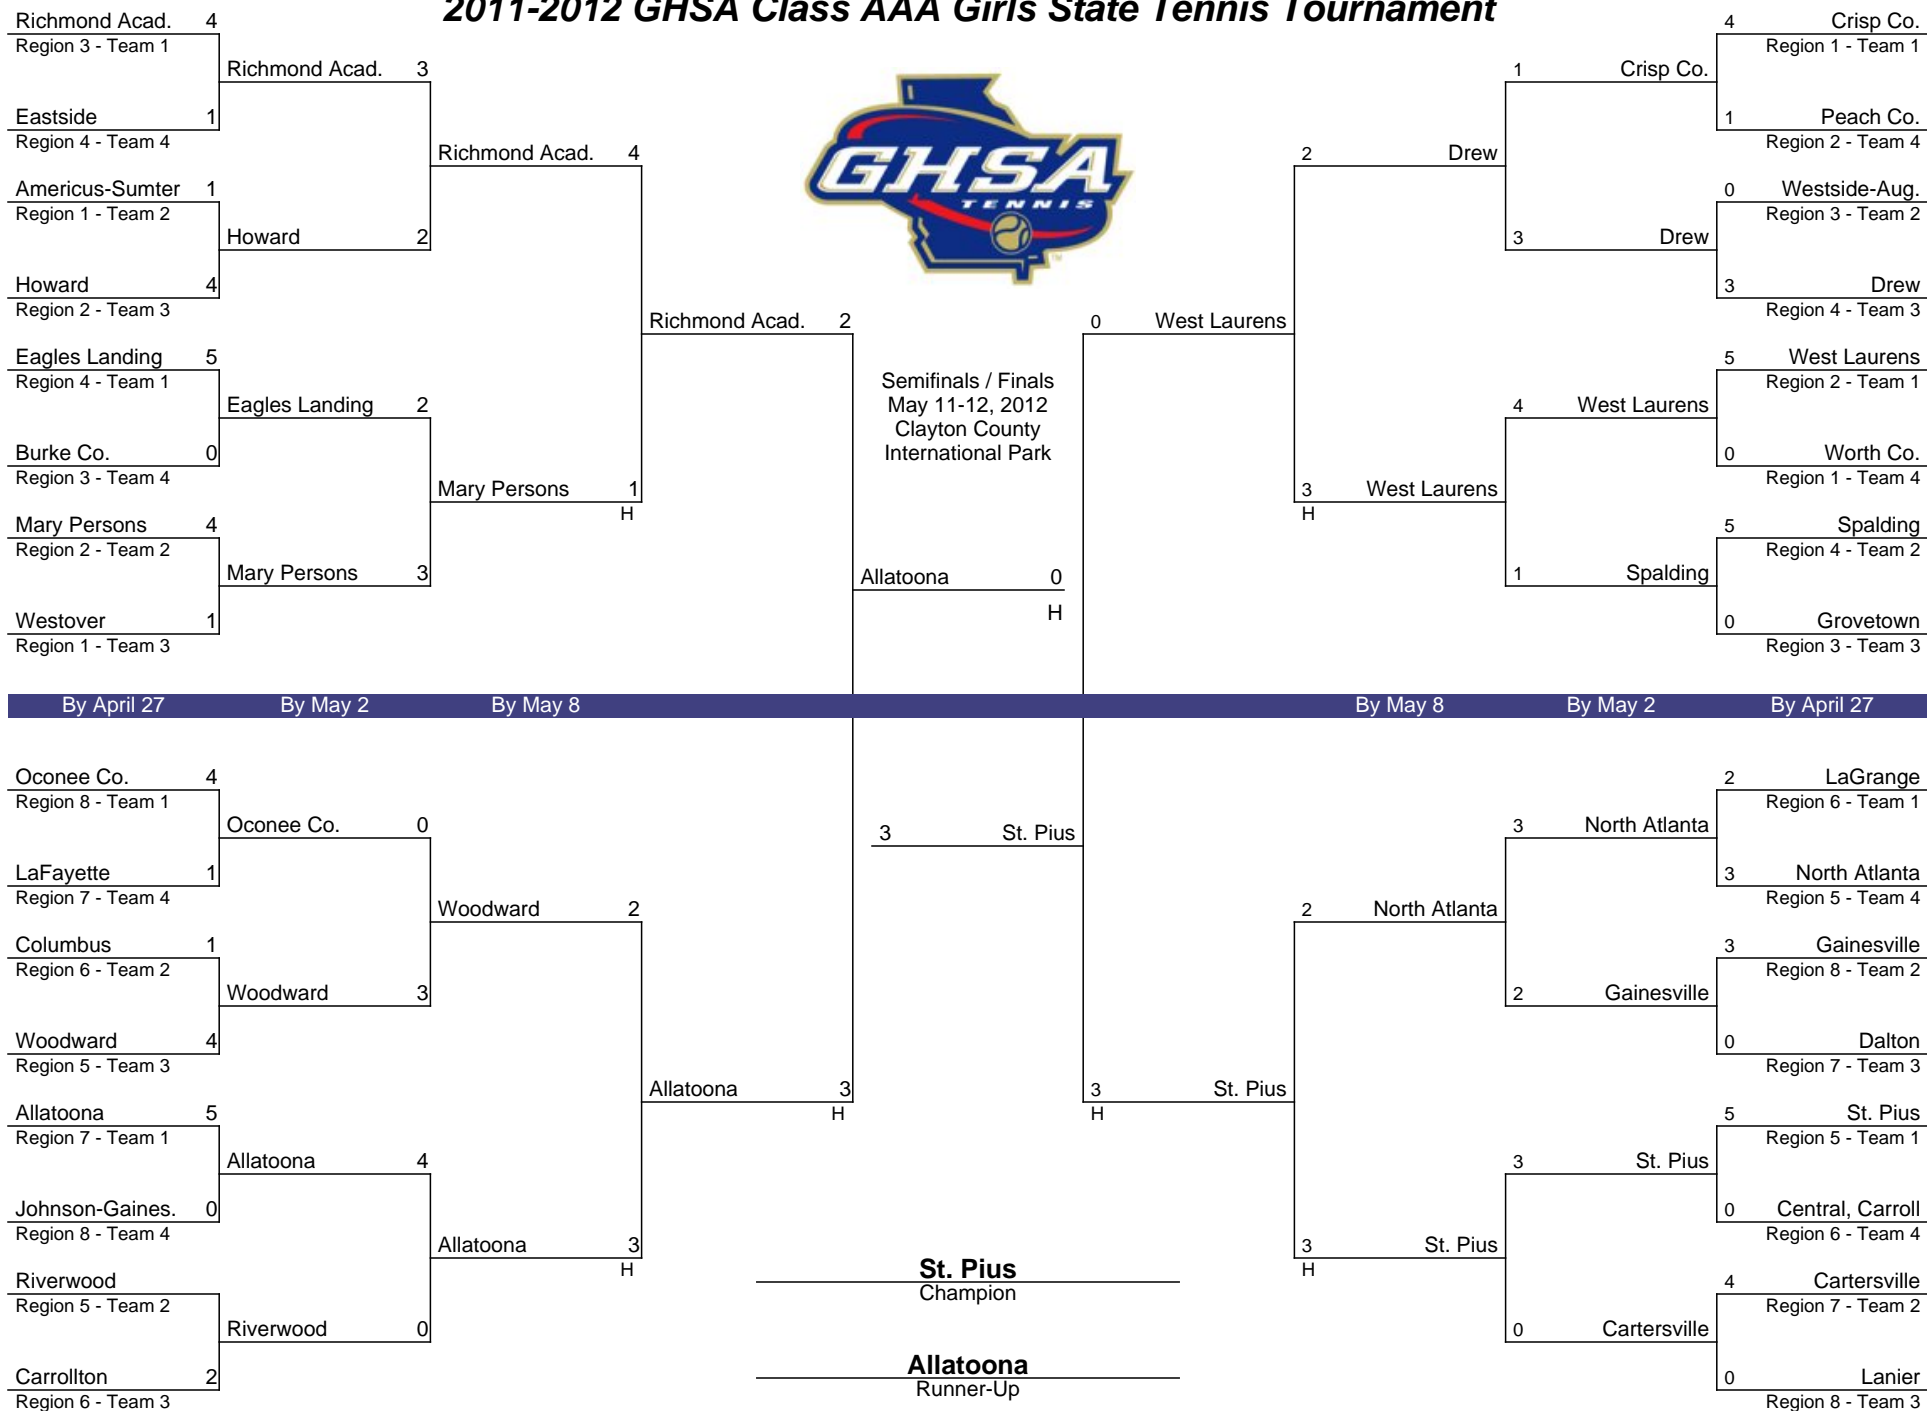 2011-2012 GHSA Class AAA Girls State Tennis Tournament
Richmond Acad. 4
Region 3 - Team 1
Eastside 1
Region 4 - Team 4
Americus-Sumter 1
Region 1 - Team 2
Howard 4
Region 2 - Team 3
Eagles Landing 5
Region 4 - Team 1
Burke Co. 0
Region 3 - Team 4
Mary Persons 4
Region 2 - Team 2
Westover 1
Region 1 - Team 3
Richmond Acad. 3
Howard 2
Eagles Landing 2
Mary Persons 3
Richmond Acad. 4
Mary Persons 1
H
Richmond Acad. 2
GHSA
TENNIS
TM
Semifinals / Finals
May 11-12, 2012
Clayton County
International Park
Allatoona 0
H
0 West Laurens
2 Drew
3 West Laurens
H
1 Crisp Co.
3 Drew
4 West Laurens
1 Spalding
4 Crisp Co.
Region 1 - Team 1
1 Peach Co.
Region 2 - Team 4
0 Westside-Aug.
Region 3 - Team 2
3 Drew
Region 4 - Team 3
5 West Laurens
Region 2 - Team 1
0 Worth Co.
Region 1 - Team 4
5 Spalding
Region 4 - Team 2
0 Grovetown
Region 3 - Team 3
By April 27 By May 2 By May 8 By May 8 By May 2 By April 27
Oconee Co. 4
Region 8 - Team 1
LaFayette 1
Region 7 - Team 4
Columbus 1
Region 6 - Team 2
Woodward 4
Region 5 - Team 3
Allatoona 5
Region 7 - Team 1
Johnson-Gaines. 0
Region 8 - Team 4
Riverwood
Region 5 - Team 2
Carrollton 2
Region 6 - Team 3
Oconee Co. 0
Woodward 3
Allatoona 4
Riverwood 0
Woodward 2
Allatoona 3
H
Allatoona 3
H
3 St. Pius
St. Pius
Champion
Allatoona
Runner-Up
3 St. Pius
H
2 North Atlanta
3 St. Pius
H
3 North Atlanta
2 Gainesville
3 St. Pius
0 Cartersville
2 LaGrange
Region 6 - Team 1
3 North Atlanta
Region 5 - Team 4
3 Gainesville
Region 8 - Team 2
0 Dalton
Region 7 - Team 3
5 St. Pius
Region 5 - Team 1
0 Central, Carroll
Region 6 - Team 4
4 Cartersville
Region 7 - Team 2
0 Lanier
Region 8 - Team 3